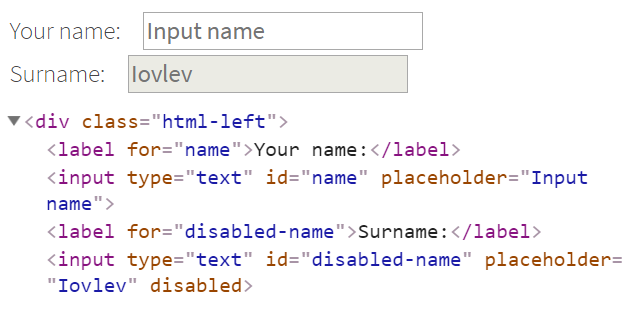 Your name: Input name
Surname: Iovlev
▼<div class="html-left">
<label for="name">Your name:</label>
<input type="text" id="name" placeholder="Input
name">
<label for="disabled-name">Surname:</label>
<input type="text" id="disabled-name" placeholder=
"Iovlev" disabled>